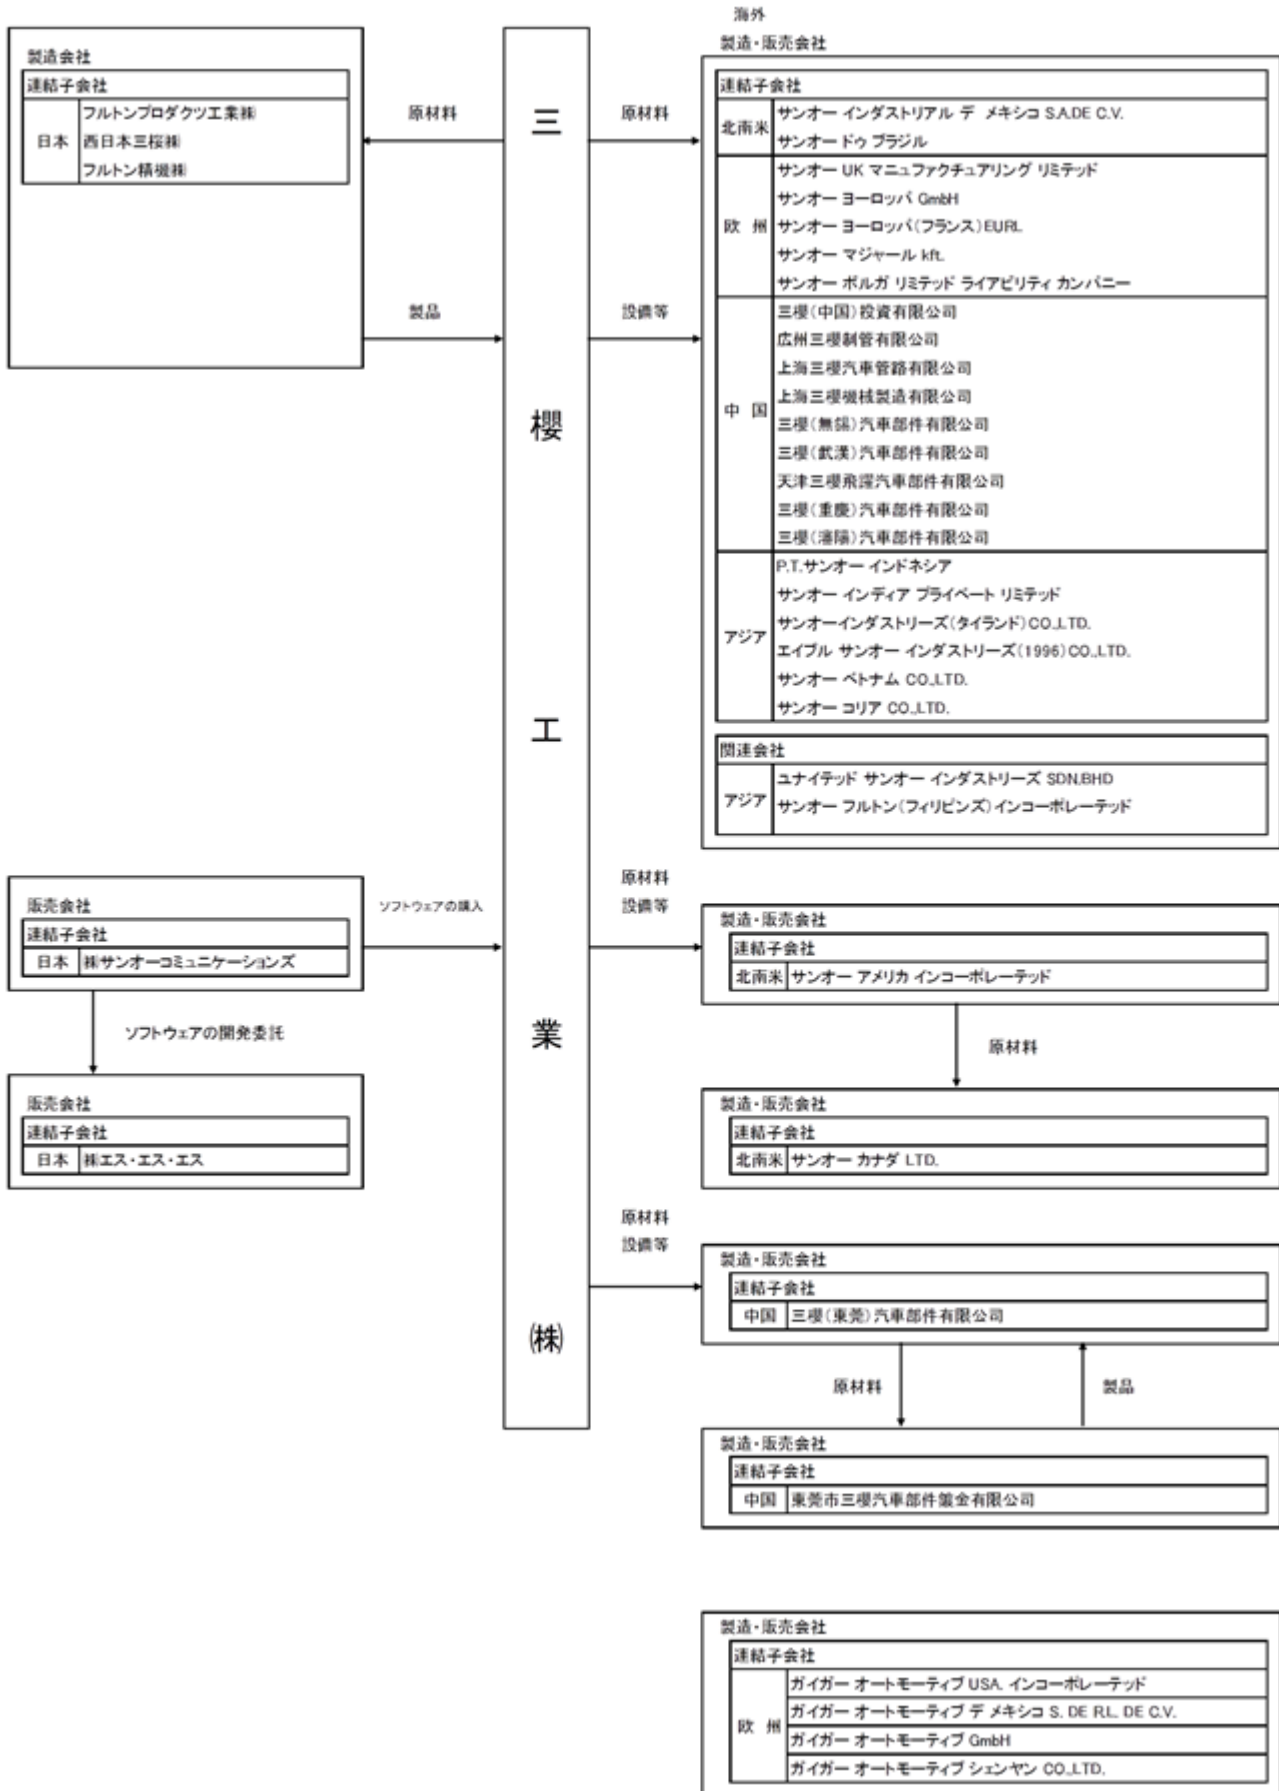 海外
製造会社
連結子会社
日本
フルトンプロダクツ工業㈱
西日本三桜㈱
フルトン精機㈱
原材料
製品
三櫻工業㈱
原材料
設備等
製造・販売会社
連結子会社
北南米
サンオー インダストリアル デ メキシコ S.A.DE C.V.
サンオー ドゥ ブラジル
欧 州
サンオー UK マニュファクチュアリング リミテッド
サンオー ヨーロッパ GmbH
サンオー ヨーロッパ(フランス)EURL
サンオー マジャール kft.
サンオー ボルガ リミテッド ライアビリティ カンパニー
中 国
三櫻(中国)投資有限公司
広州三櫻制管有限公司
上海三櫻汽車管路有限公司
上海三櫻機械製造有限公司
三櫻(無錫)汽車部件有限公司
三櫻(武漢)汽車部件有限公司
天津三櫻飛躍汽車部件有限公司
三櫻(重慶)汽車部件有限公司
三櫻(瀋陽)汽車部件有限公司
アジア
P.T.サンオー インドネシア
サンオー インディア プライベート リミテッド
サンオーインダストリーズ(タイランド)CO.,LTD.
エイブル サンオー インダストリーズ(1996)CO.,LTD.
サンオー ベトナム CO.,LTD.
サンオー コリア CO.,LTD.
関連会社
アジア
ユナイテッド サンオー インダストリーズ SDN.BHD
サンオー フルトン(フィリピンズ)インコーポレーテッド
販売会社
連結子会社
日本 ㈱サンオーコミュニケーションズ
ソフトウェアの購入
ソフトウェアの開発委託
販売会社
連結子会社
日本 ㈱エス・エス・エス
原材料
設備等
製造・販売会社
連結子会社
北南米 サンオー アメリカ インコーポレーテッド
原材料
製造・販売会社
連結子会社
北南米 サンオー カナダ LTD.
原材料
設備等
製造・販売会社
連結子会社
中国 三櫻(東莞)汽車部件有限公司
原材料
製品
製造・販売会社
連結子会社
中国 東莞市三櫻汽車部件鍍金有限公司
製造・販売会社
連結子会社
欧 州
ガイガー オートモーティブ USA. インコーポレーテッド
ガイガー オートモーティブ デ メキシコ S. DE R.L. DE C.V.
ガイガー オートモーティブ GmbH
ガイガー オートモーティブ シェンヤン CO.,LTD.